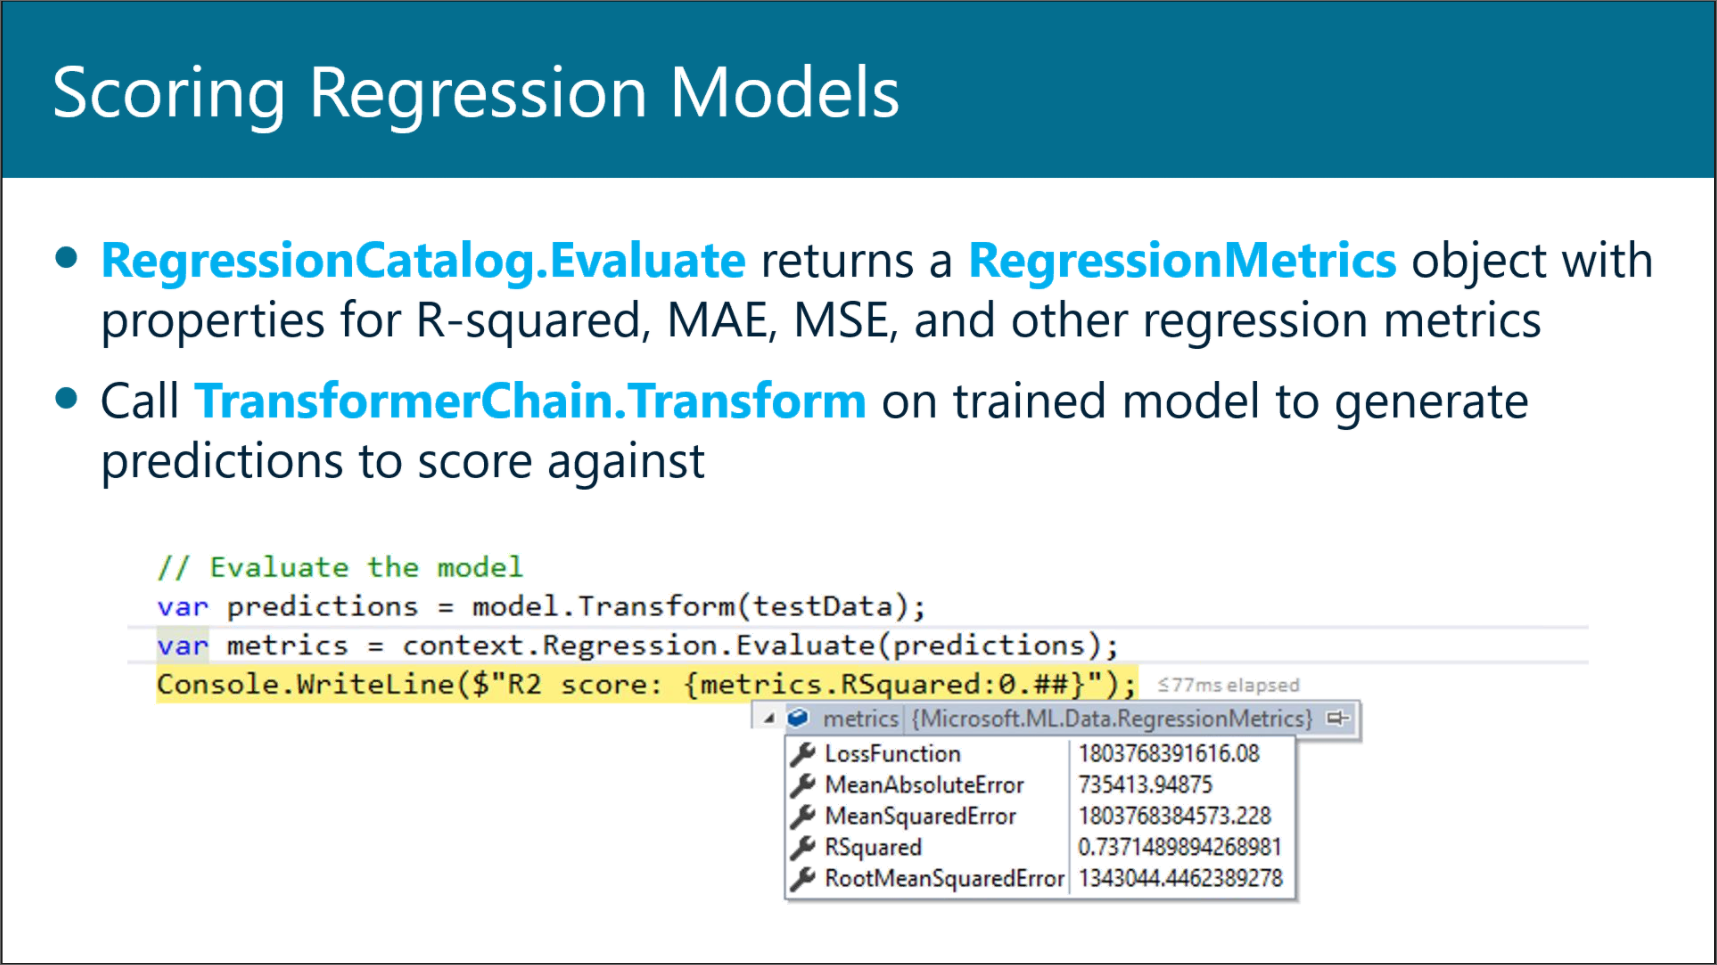 Scoring Regression Models
• RegressionCatalog.Evaluate returns a RegressionMetrics object with
properties for R-squared, MAE, MSE, and other regression metrics
• Call TransformerChain.Transform on trained model to generate
predictions to score against
// Evaluate the model
var predictions = model.Transform(testData);
var metrics = context.Regression.Evaluate(predictions);
Console.WriteLine($"R2 score: {metrics.RSquared:0.##}"); ≤77ms elapsed
metrics {Microsoft.ML.Data.RegressionMetrics}
LossFunction 1803768391616.08
MeanAbsoluteError 735413.94875
MeanSquaredError 1803768384573.228
RSquared 0.7371489894268981
RootMeanSquaredError 1343044.4462389278